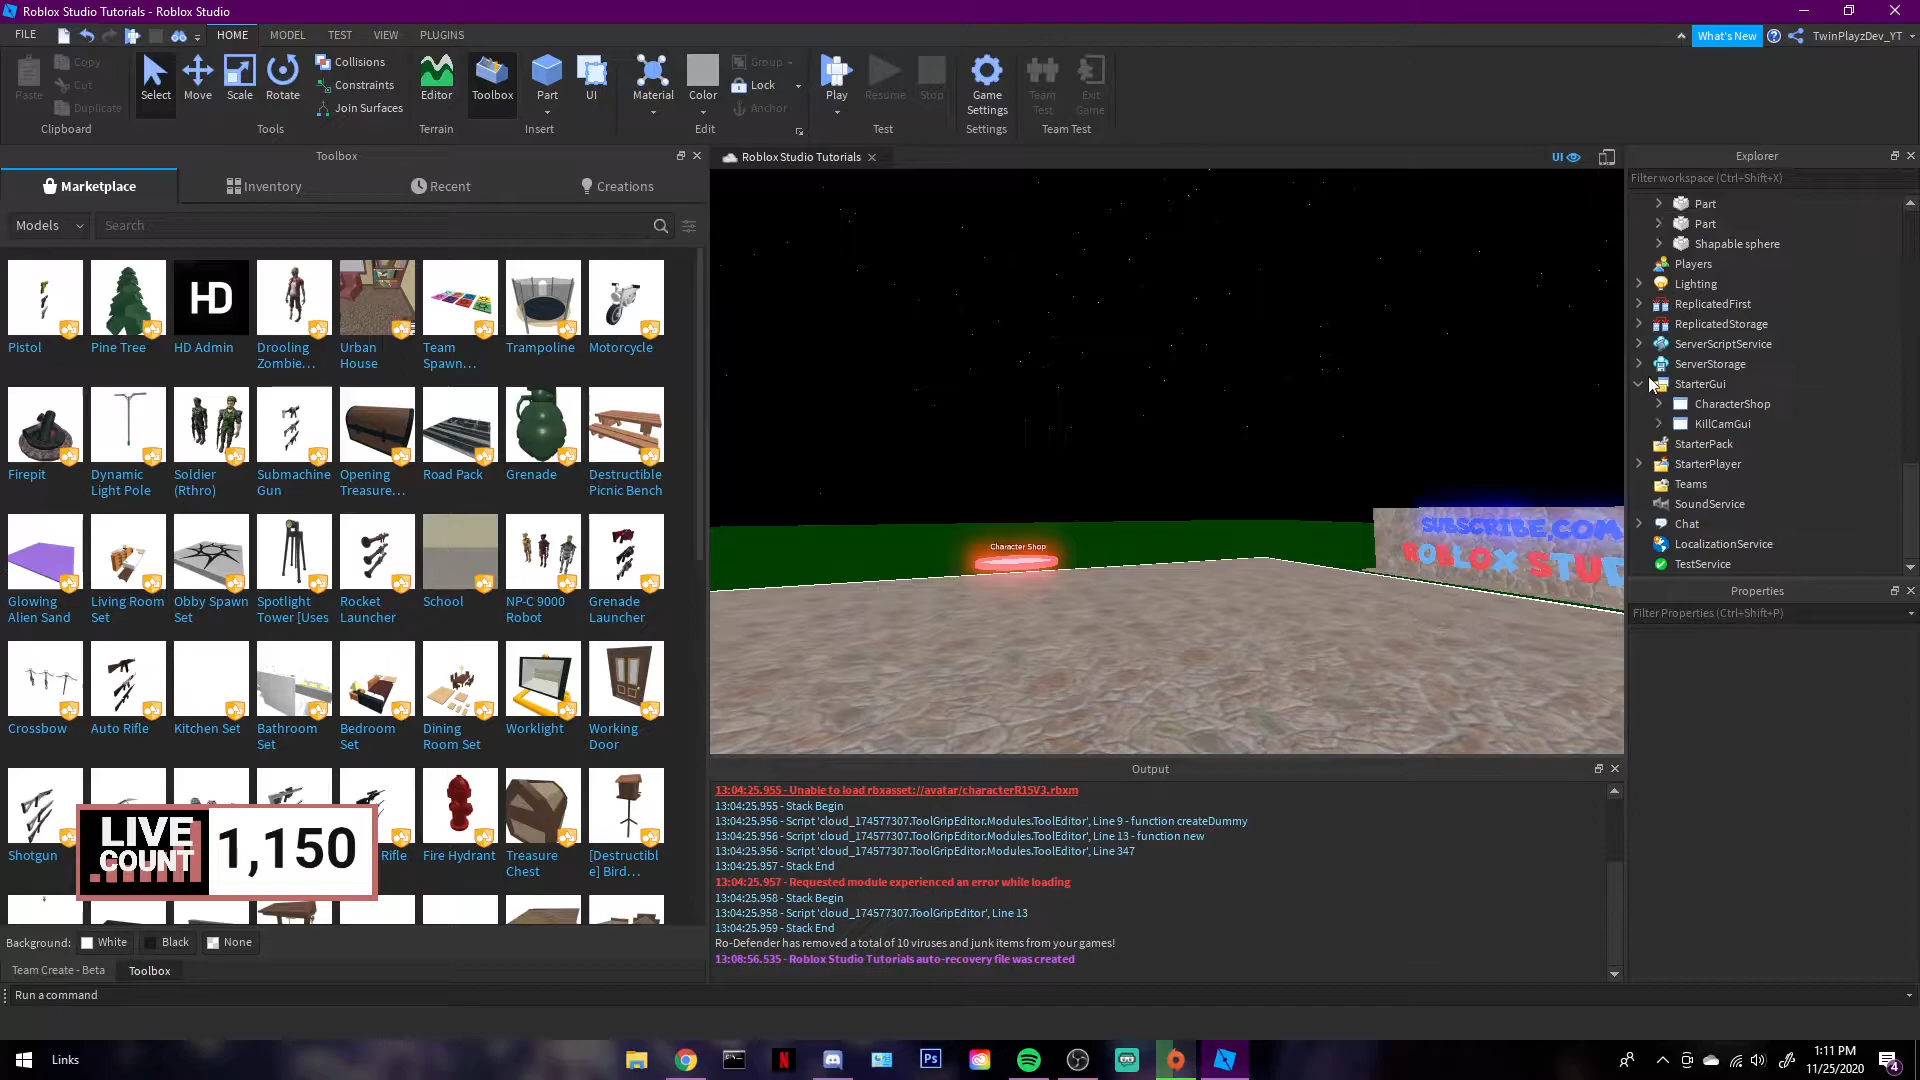 Roblox Studio Tutorials - Roblox Studio
FILE
HOME
MODEL
TEST
VIEW
PLUGINS
What's New
TwinPlayzDev_YT
Paste
Copy
Cut
Duplicate
Clipboard
Select
Move
Scale
Rotate
Collisions
Constraints
Join Surfaces
Tools
Editor
Terrain
Toolbox
Part
UI
Insert
Material
Color
Group
Lock
Anchor
Edit
Play
Resume
Stop
Test
Game
Settings
Settings
Team
Test
Exit
Game
Team Test
Toolbox
Marketplace
Inventory
Recent
Creations
Models
Search
Pistol
Pine Tree
HD
HD Admin
Drooling
Zombie...
Urban
House
Team
Spawn...
Trampoline
Motorcycle
Firepit
Dynamic
Light Pole
Soldier
(Rthro)
Submachine
Gun
Opening
Treasure...
Road Pack
Grenade
Destructible
Picnic Bench
Glowing
Alien Sand
Living Room
Set
Obby Spawn
Set
Spotlight
Tower [Uses
Rocket
Launcher
School
NP-C 9000
Robot
Grenade
Launcher
Crossbow
Auto Rifle
Kitchen Set
Bathroom
Set
Bedroom
Set
Dining
Room Set
Worklight
Working
Door
Shotgun
Rifle
Fire Hydrant
Treasure
Chest
[Destructibl
e] Bird...
LIVE
COUNT
1,150
Background:
White
Black
None
Team Create - Beta
Toolbox
Run a command
Roblox Studio Tutorials
UI
Character Shop
SUBSCRIBE,COM
ROBLOX STUD
Output
13:04:25.955 - Unable to load rbxasset://avatar/characterR15V3.rbxm
13:04:25.955 - Stack Begin
13:04:25.956 - Script 'cloud_174577307.ToolGripEditor.Modules.ToolEditor', Line 9 - function createDummy
13:04:25.956 - Script 'cloud_174577307.ToolGripEditor.Modules.ToolEditor', Line 13 - function new
13:04:25.956 - Script 'cloud_174577307.ToolGripEditor.Modules.ToolEditor', Line 347
13:04:25.957 - Stack End
13:04:25.957 - Requested module experienced an error while loading
13:04:25.958 - Stack Begin
13:04:25.958 - Script 'cloud_174577307.ToolGripEditor', Line 13
13:04:25.959 - Stack End
Ro-Defender has removed a total of 10 viruses and junk items from your games!
13:08:56.535 - Roblox Studio Tutorials auto-recovery file was created
Explorer
Filter workspace (Ctrl+Shift+X)
Part
Part
Shapable sphere
Players
Lighting
ReplicatedFirst
ReplicatedStorage
ServerScriptService
ServerStorage
StarterGui
CharacterShop
KillCamGui
StarterPack
StarterPlayer
Teams
SoundService
Chat
LocalizationService
TestService
Properties
Filter Properties (Ctrl+Shift+P)
Links
N
Ps
1:11 PM
11/25/2020
4